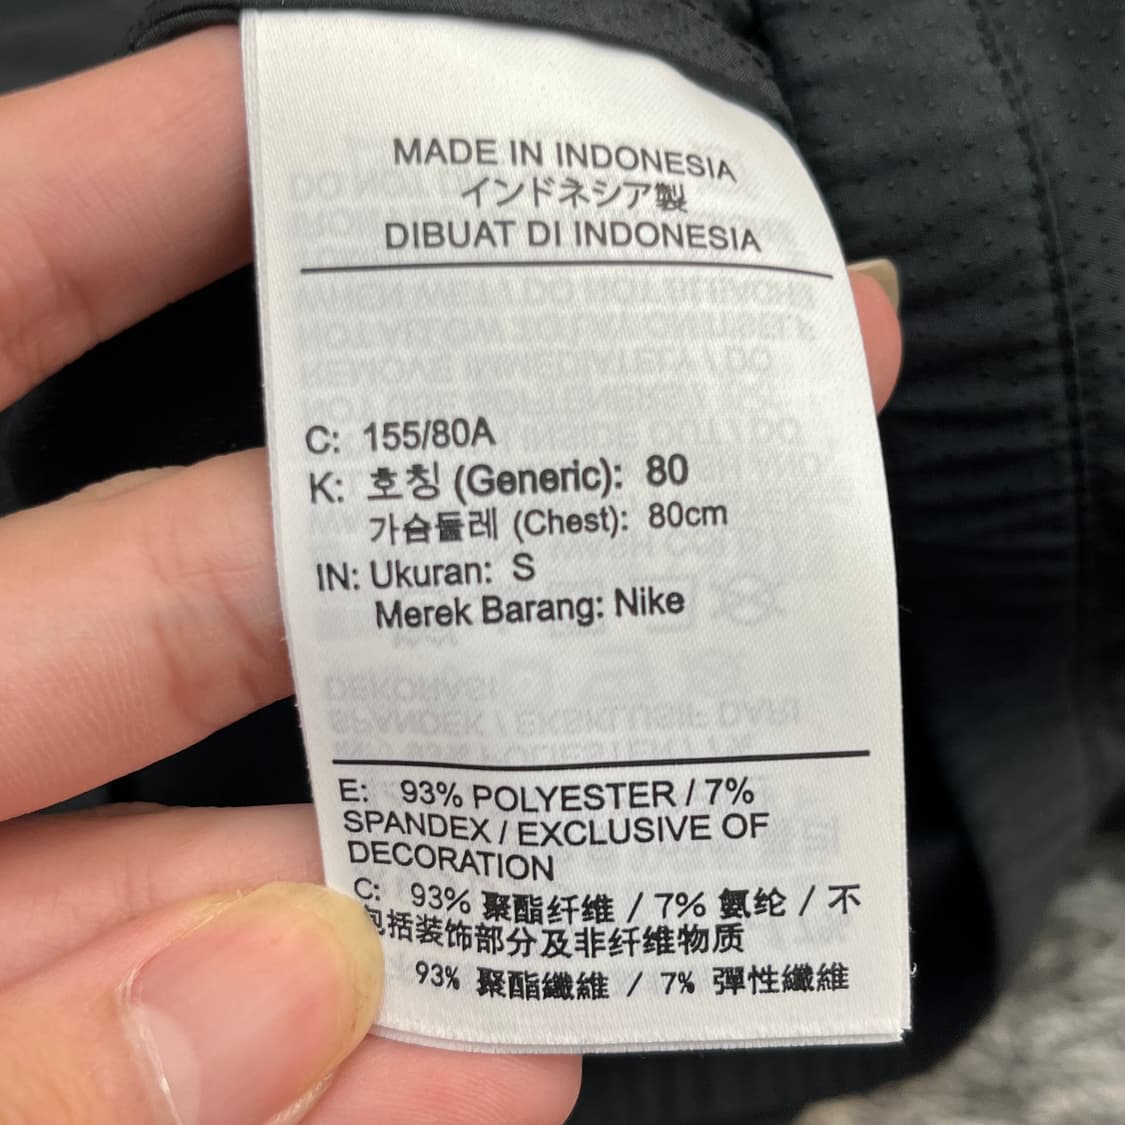 MADE IN INDONESIA
インドネシア製
DIBUAT DI INDONESIA
C: 155/80A
K: 호칭 (Generic): 80
가슴둘레 (Chest): 80cm
IN: Ukuran: S
Merek Barang: Nike
E: 93% POLYESTER / 7%
SPANDEX / EXCLUSIVE OF
DECORATION
C: 93% 聚酯纤维 / 7% 氨纶 / 不
包括装饰部分及非纤维物质
93% 聚酯纖維 / 7% 彈性纖維